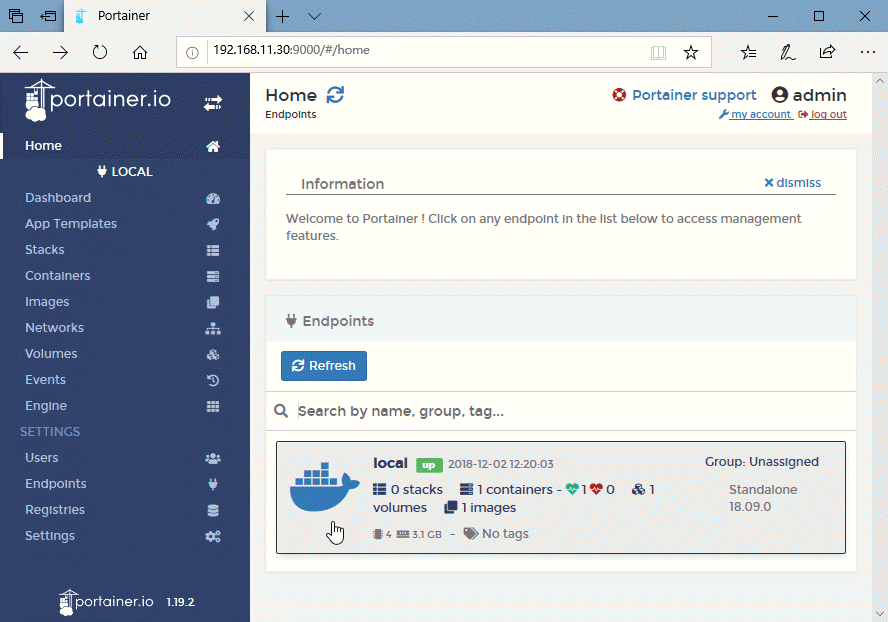 Portainer
192.168.11.30:9000/#/home
portainer.io
Home
LOCAL
Dashboard
App Templates
Stacks
Containers
Images
Networks
Volumes
Events
Engine
SETTINGS
Users
Endpoints
Registries
Settings
portainer.io 1.19.2
Home
Endpoints
Portainer support admin
my account log out
Information
dismiss
Welcome to Portainer ! Click on any endpoint in the list below to access management
features.
Endpoints
Refresh
Search by name, group, tag...
local up 2018-12-02 12:20:03
Group: Unassigned
0 stacks 1 containers - 1 0 1
volumes 1 images
Standalone
18.09.0
4 3.1 GB - No tags